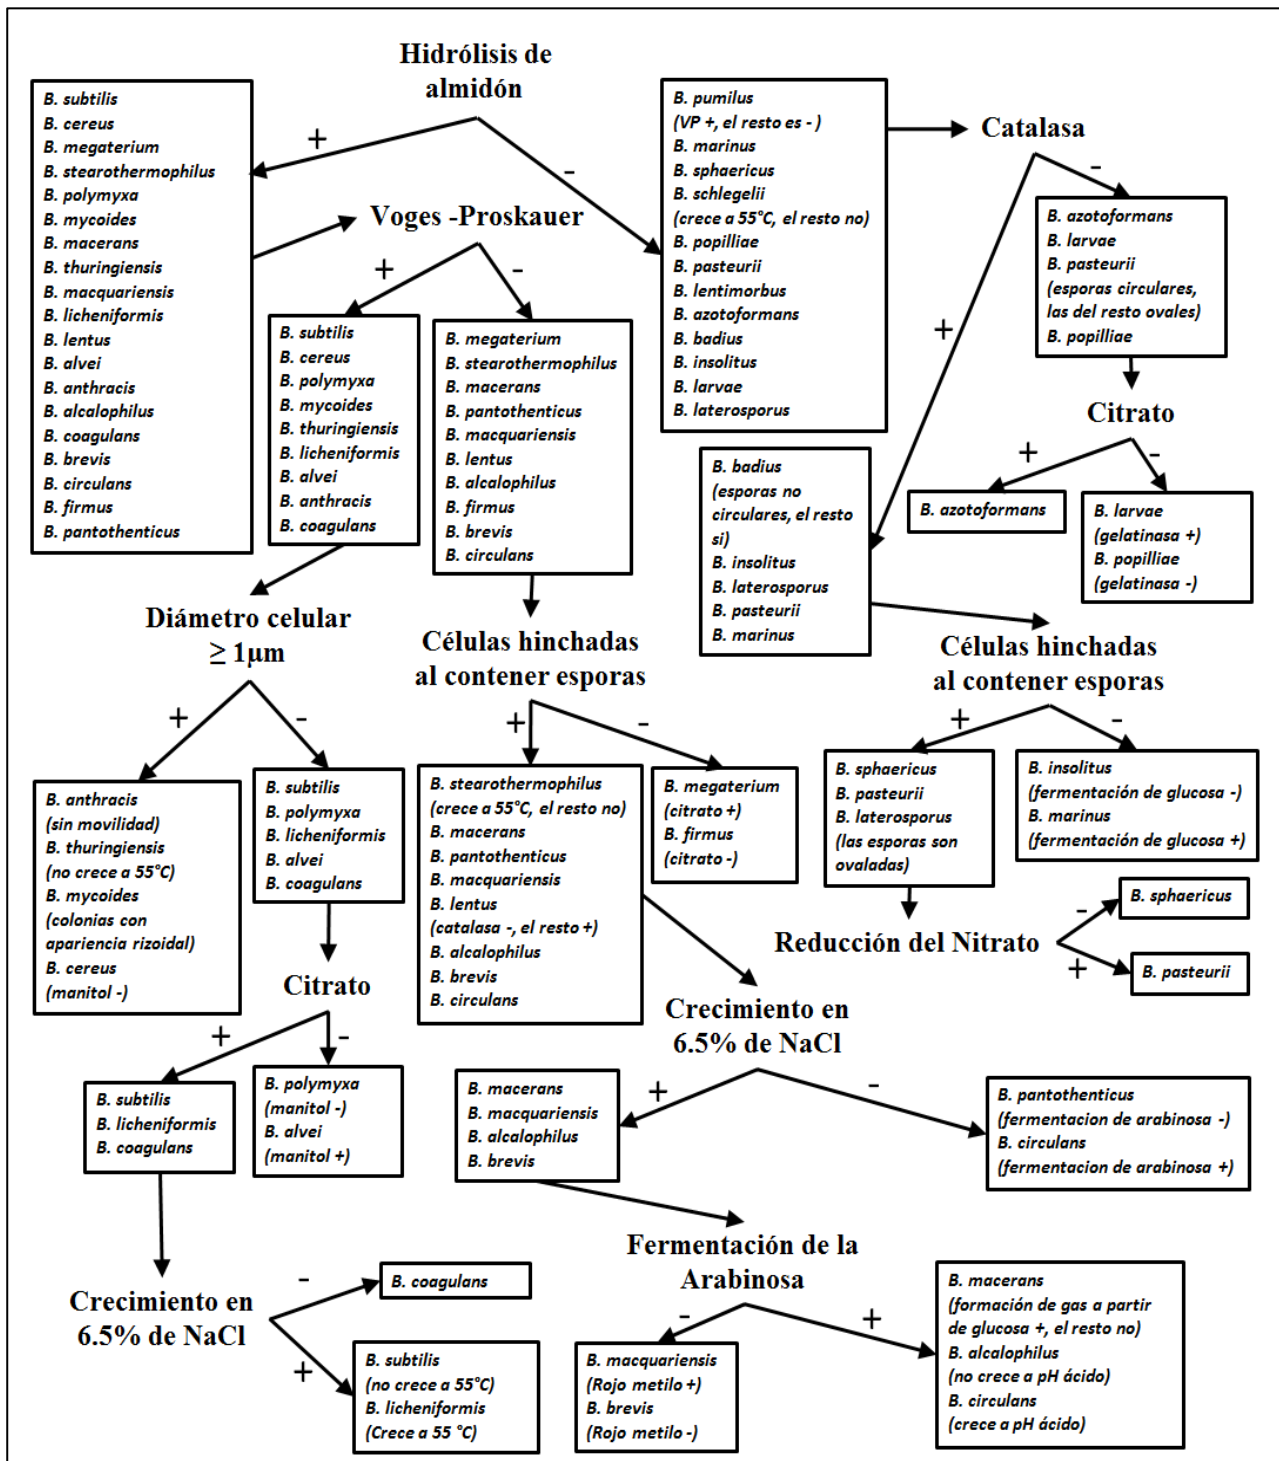 Hidrólisis de
almidón
B. subtilis
B. cereus
B. megaterium
B. stearothermophilus
B. polymyxa
B. mycoides
B. macerans
B. thuringiensis
B. macquariensis
B. licheniformis
B. lentus
B. alvei
B. anthracis
B. alcalophilus
B. coagulans
B. brevis
B. circulans
B. firmus
B. pantothenticus
+
-
B. pumilus
(VP +, el resto es - )
B. marinus
B. sphaericus
B. schlegelii
(crece a 55°C, el resto no)
B. popilliae
B. pasteurii
B. lentimorbus
B. azotoformans
B. badius
B. insolitus
B. larvae
B. laterosporus
Catalasa
-
+
B. azotoformans
B. larvae
B. pasteurii
(esporas circulares,
las del resto ovales)
B. popilliae
Citrato
+
-
B. azotoformans
B. larvae
(gelatinasa +)
B. popilliae
(gelatinasa -)
Voges -Proskauer
+
-
B. subtilis
B. cereus
B. polymyxa
B. mycoides
B. thuringiensis
B. licheniformis
B. alvei
B. anthracis
B. coagulans
B. megaterium
B. stearothermophilus
B. macerans
B. pantothenticus
B. macquariensis
B. lentus
B. alcalophilus
B. firmus
B. brevis
B. circulans
B. badius
(esporas no
circulares, el resto
si)
B. insolitus
B. laterosporus
B. pasteurii
B. marinus
Diámetro celular
≥ 1µm
+
-
Células hinchadas
al contener esporas
+
-
Células hinchadas
al contener esporas
+
-
B. anthracis
(sin movilidad)
B. thuringiensis
(no crece a 55°C)
B. mycoides
(colonias con
apariencia rizoidal)
B. cereus
(manitol -)
B. subtilis
B. polymyxa
B. licheniformis
B. alvei
B. coagulans
B. stearothermophilus
(crece a 55°C, el resto no)
B. macerans
B. pantothenticus
B. macquariensis
B. lentus
(catalasa -, el resto +)
B. alcalophilus
B. brevis
B. circulans
B. megaterium
(citrato +)
B. firmus
(citrato -)
B. sphaericus
B. pasteurii
B. laterosporus
(las esporas son
ovaladas)
B. insolitus
(fermentación de glucosa -)
B. marinus
(fermentación de glucosa +)
Reducción del Nitrato
-
+
B. sphaericus
B. pasteurii
Citrato
+
-
B. subtilis
B. licheniformis
B. coagulans
B. polymyxa
(manitol -)
B. alvei
(manitol +)
Crecimiento en
6.5% de NaCl
+
-
B. macerans
B. macquariensis
B. alcalophilus
B. brevis
B. pantothenticus
(fermentacion de arabinosa -)
B. circulans
(fermentacion de arabinosa +)
Crecimiento en
6.5% de NaCl
-
+
B. coagulans
B. subtilis
(no crece a 55°C)
B. licheniformis
(Crece a 55 °C)
Fermentación de la
Arabinosa
-
+
B. macquariensis
(Rojo metilo +)
B. brevis
(Rojo metilo -)
B. macerans
(formación de gas a partir
de glucosa +, el resto no)
B. alcalophilus
(no crece a pH ácido)
B. circulans
(crece a pH ácido)